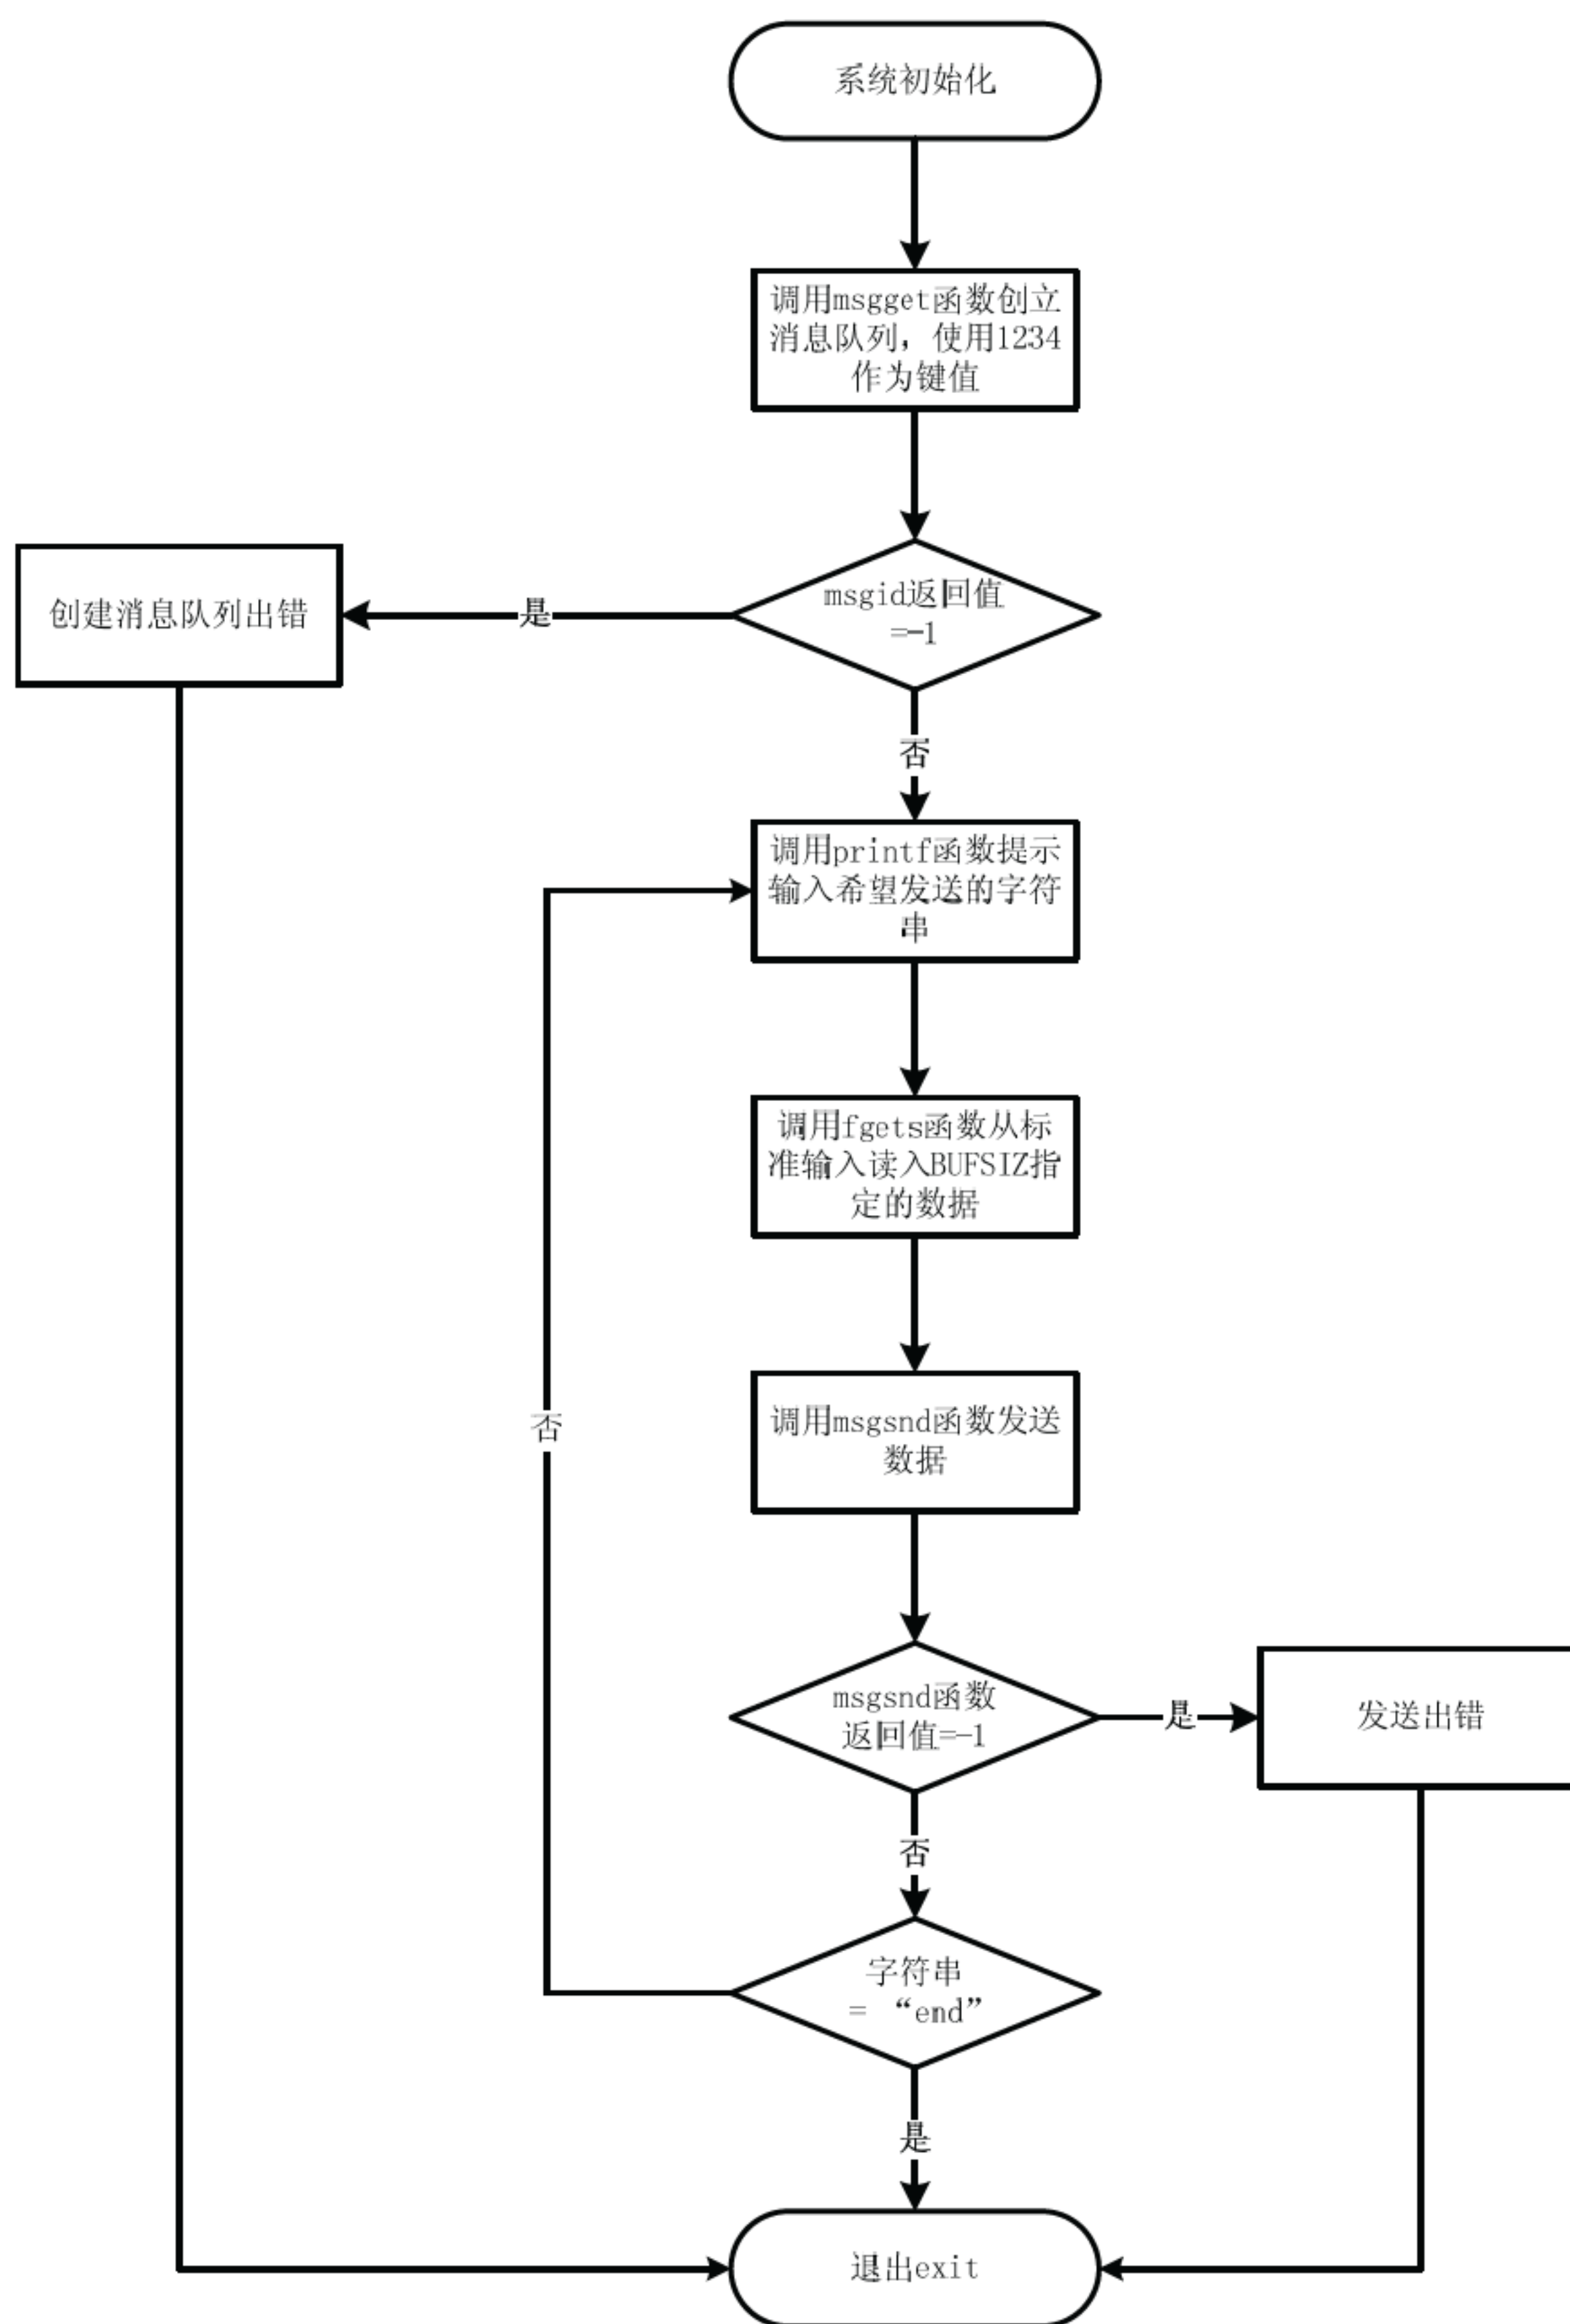 系统初始化
调用msgget函数创立
消息队列，使用1234
作为键值
msgid返回值
=-1
是
创建消息队列出错
否
调用printf函数提示
输入希望发送的字符
串
调用fgets函数从标
准输入读入BUFSIZ指
定的数据
否
调用msgsnd函数发送
数据
msgsnd函数
返回值=-1
是
发送出错
否
字符串
= “end”
是
退出exit